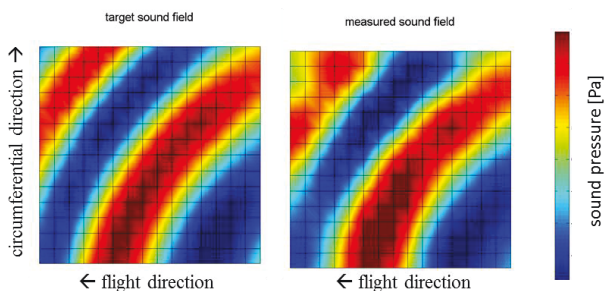 target sound field
measured sound field
circumferential direction →
sound pressure [Pa]
← flight direction
← flight direction